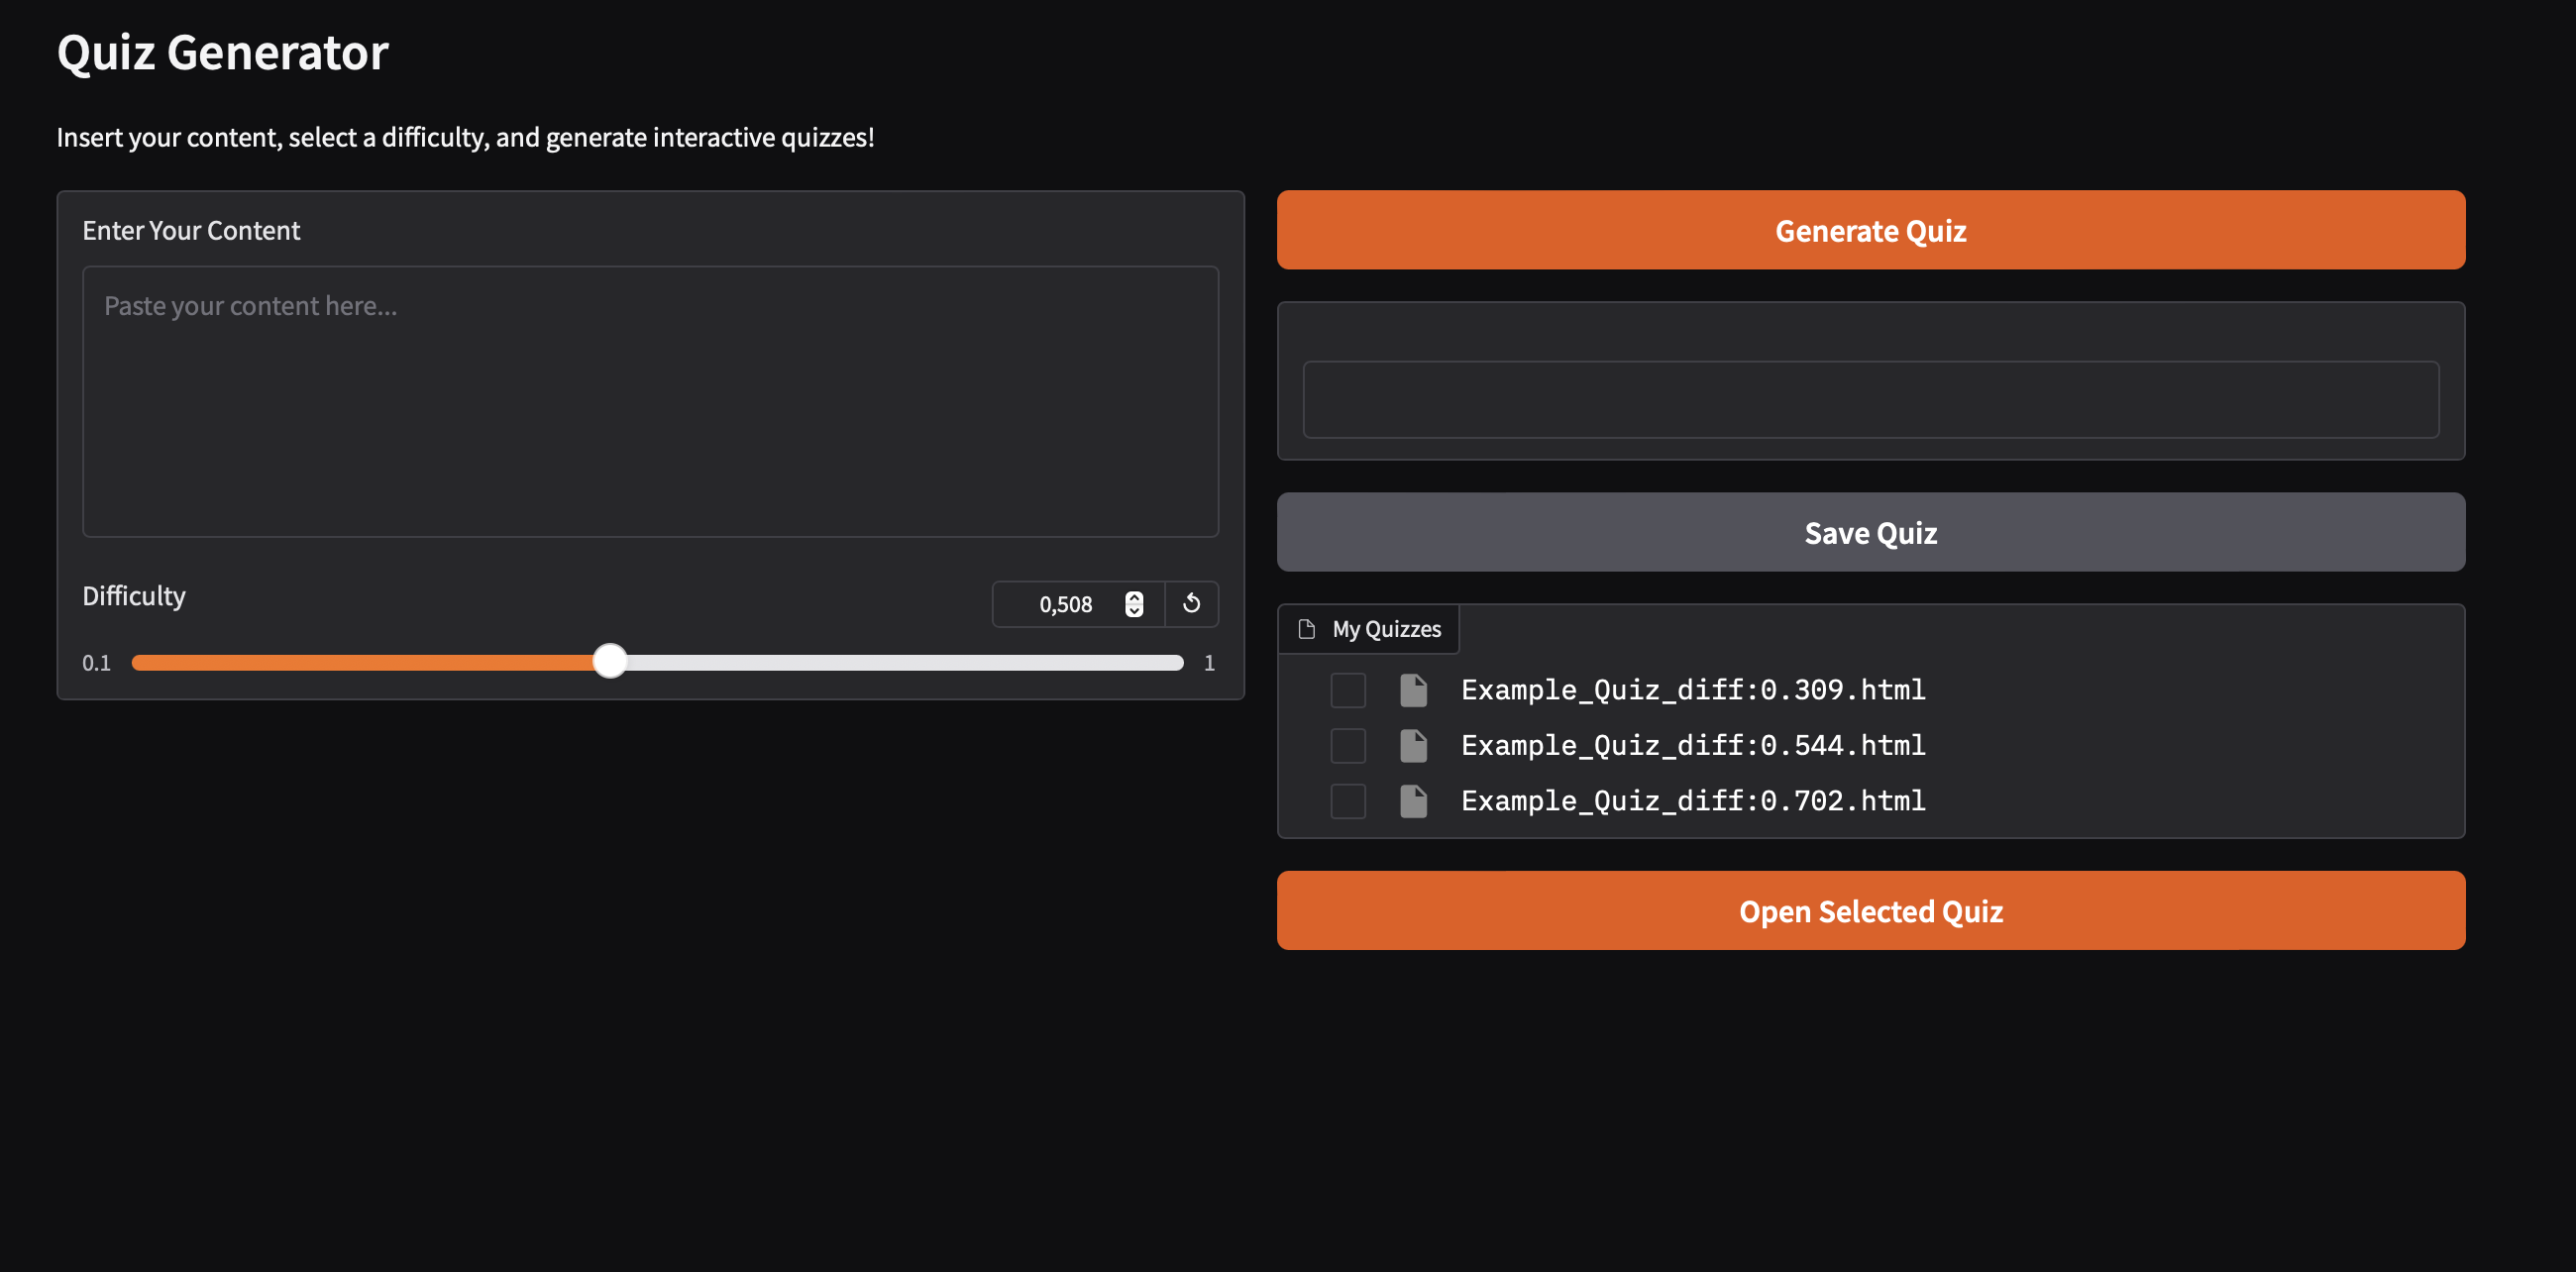 Quiz Generator
Insert your content, select a difficulty, and generate interactive quizzes!
Enter Your Content
Paste your content here...
Difficulty
0,508
0.1
1
Generate Quiz
Save Quiz
My Quizzes
Example_Quiz_diff:0.309.html
Example_Quiz_diff:0.544.html
Example_Quiz_diff:0.702.html
Open Selected Quiz